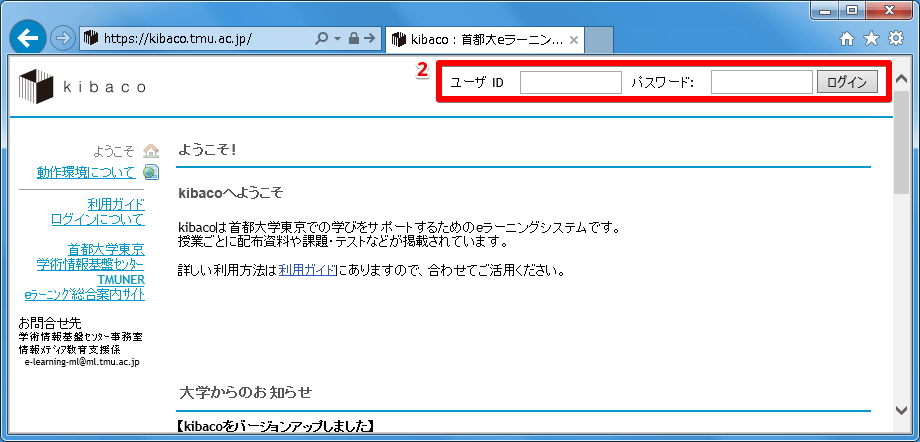 https://kibaco.tmu.ac.jp/
kibaco : 首都大eラーニン...
2
ユーザ ID
パスワード:
ログイン
kibaco
ようこそ
動作環境について
利用ガイド
ログインについて
首都大学東京
学術情報基盤センター
TMUNER
eラーニング総合案内サイト
お問合せ先
学術情報基盤センター事務室
情報メディア教育支援係
e-learning-ml@ml.tmu.ac.jp
ようこそ!
kibacoへようこそ
kibacoは首都大学東京での学びをサポートするためのeラーニングシステムです。
授業ごとに配布資料や課題・テストなどが掲載されています。
詳しい利用方法は利用ガイドにありますので、合わせてご活用ください。
大学からのお知らせ
【kibacoをバージョンアップしました】